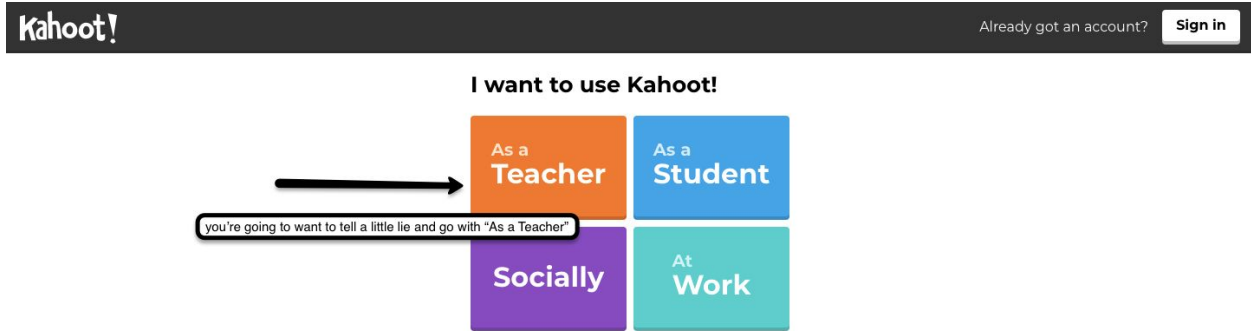 Kahoot!
Already got an account? Sign in
I want to use Kahoot!
As a
Teacher
As a
Student
you're going to want to tell a little lie and go with “As a Teacher”
Socially
At
Work